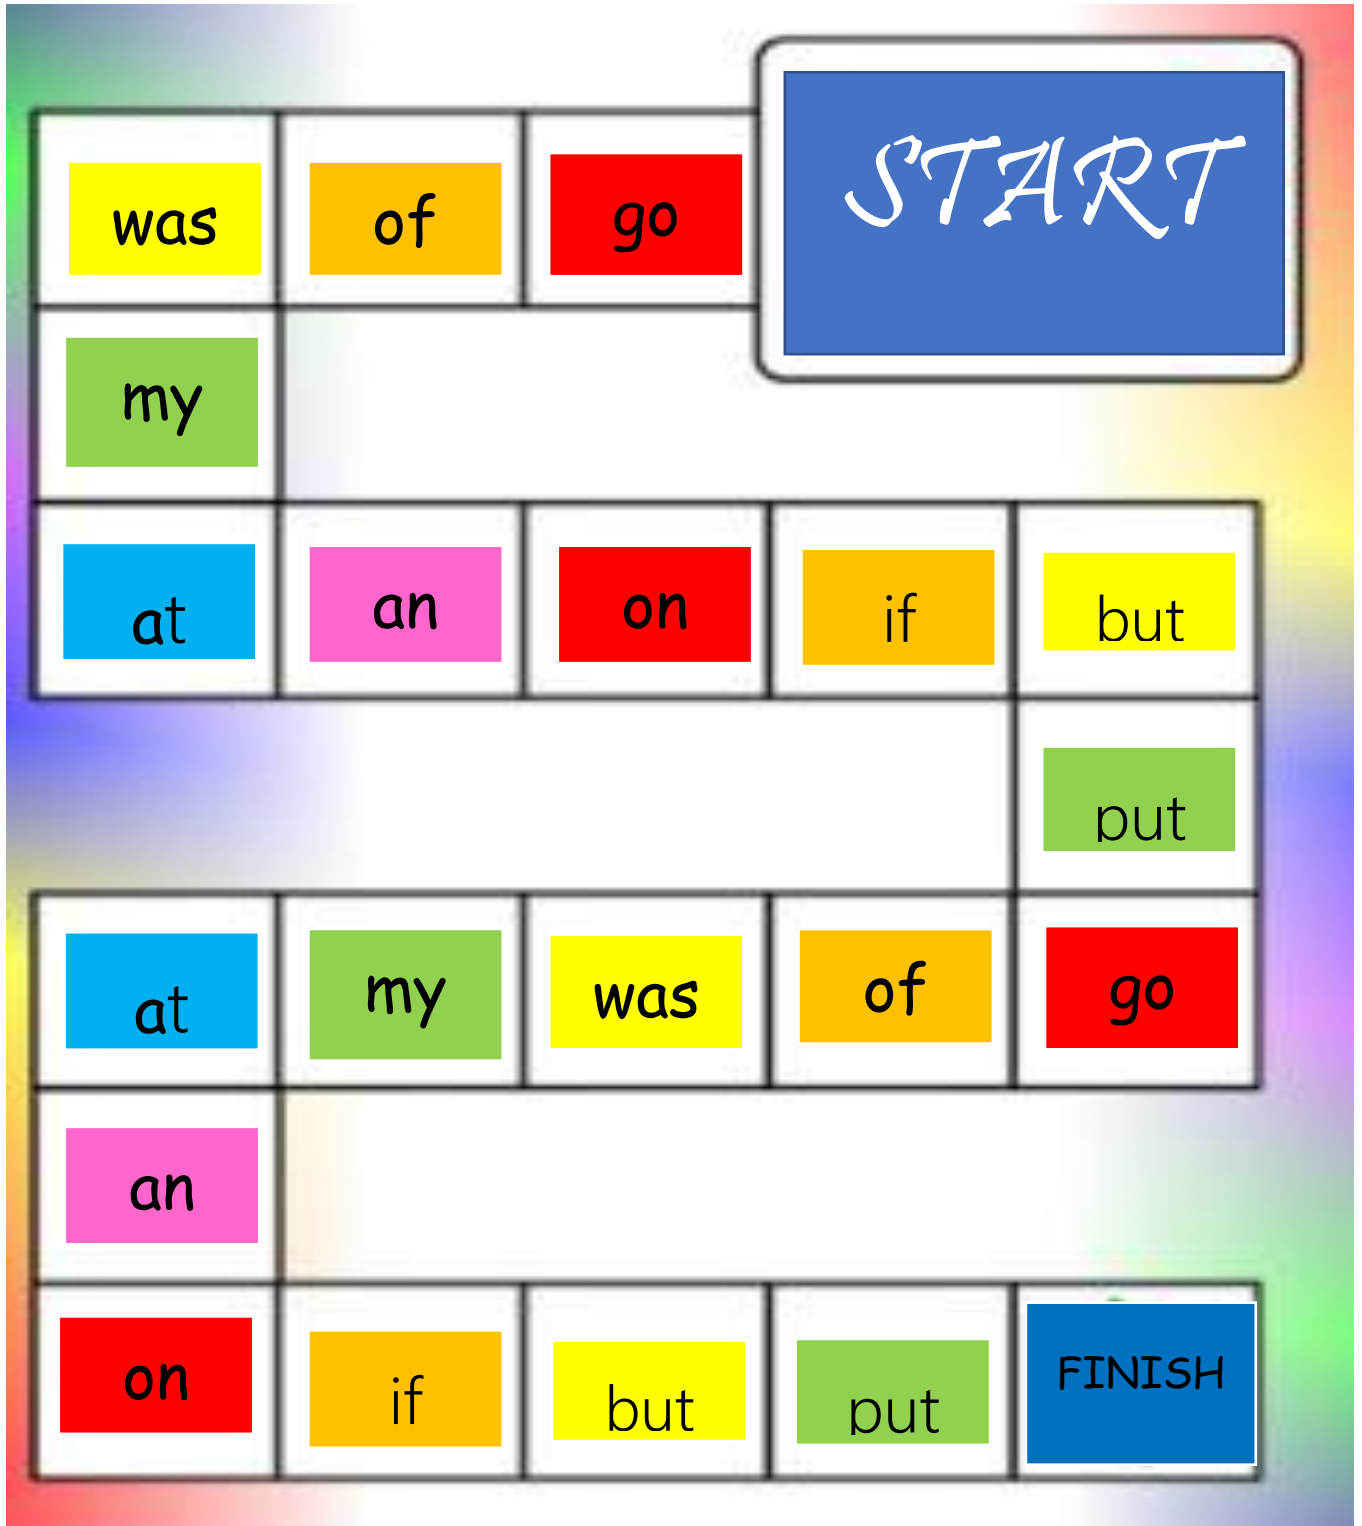 START
was of go
my
at an on if but
put
at my was of go
an
on if but put FINISH